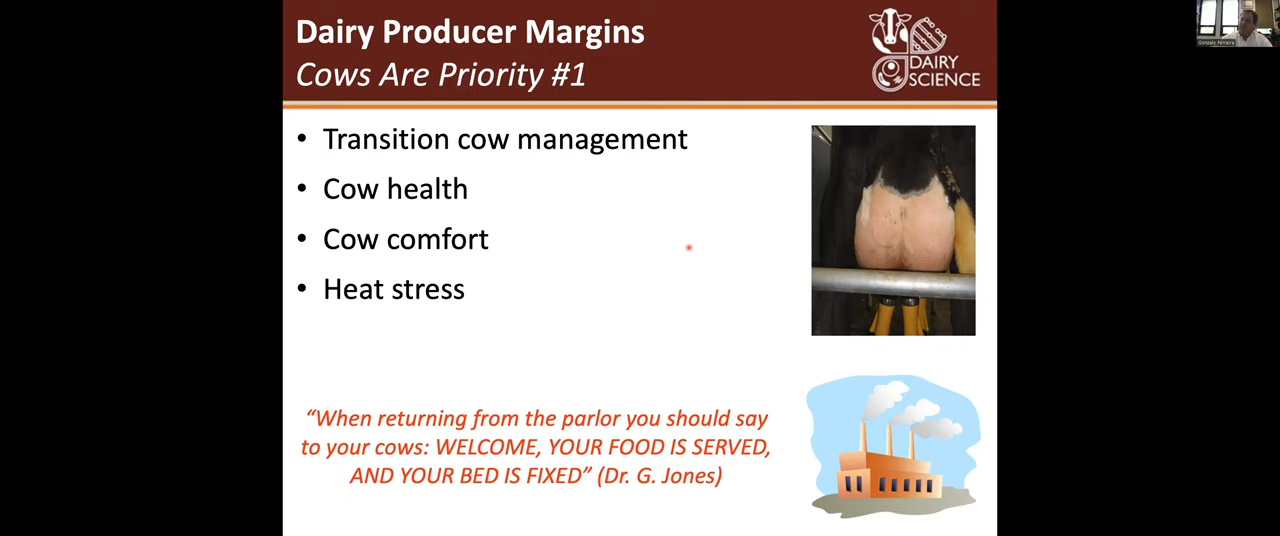 Dairy Producer Margins
Cows Are Priority #1
DAIRY
SCIENCE
• Transition cow management
• Cow health
• Cow comfort
• Heat stress
“When returning from the parlor you should say
to your cows: WELCOME, YOUR FOOD IS SERVED,
AND YOUR BED IS FIXED” (Dr. G. Jones)
Gonzalo Ferreira